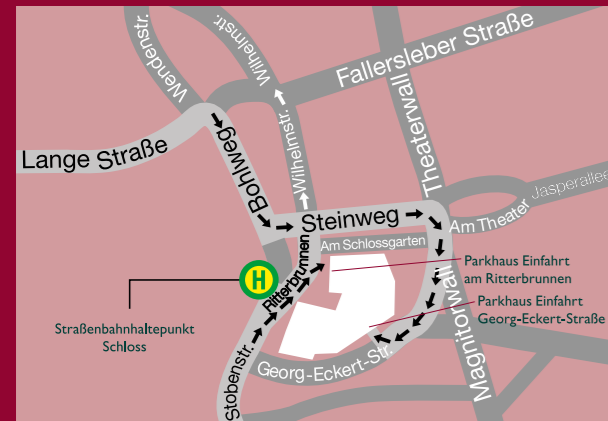 Wendenstr.
Wilhelmstr.
Fallersleber Straße
Lange Straße
Bohlweg
Wilhelmstr.
Theaterwall
Jasperallee
Steinweg
Am Theater
Am Schlossgarten
H
Ritterbrunnen
Parkhaus Einfahrt
am Ritterbrunnen
Parkhaus Einfahrt
Georg-Eckert-Straße
Straßenbahnhaltepunkt
Schloss
Stobenstr.
Georg-Eckert-Str.
Magnitorwall